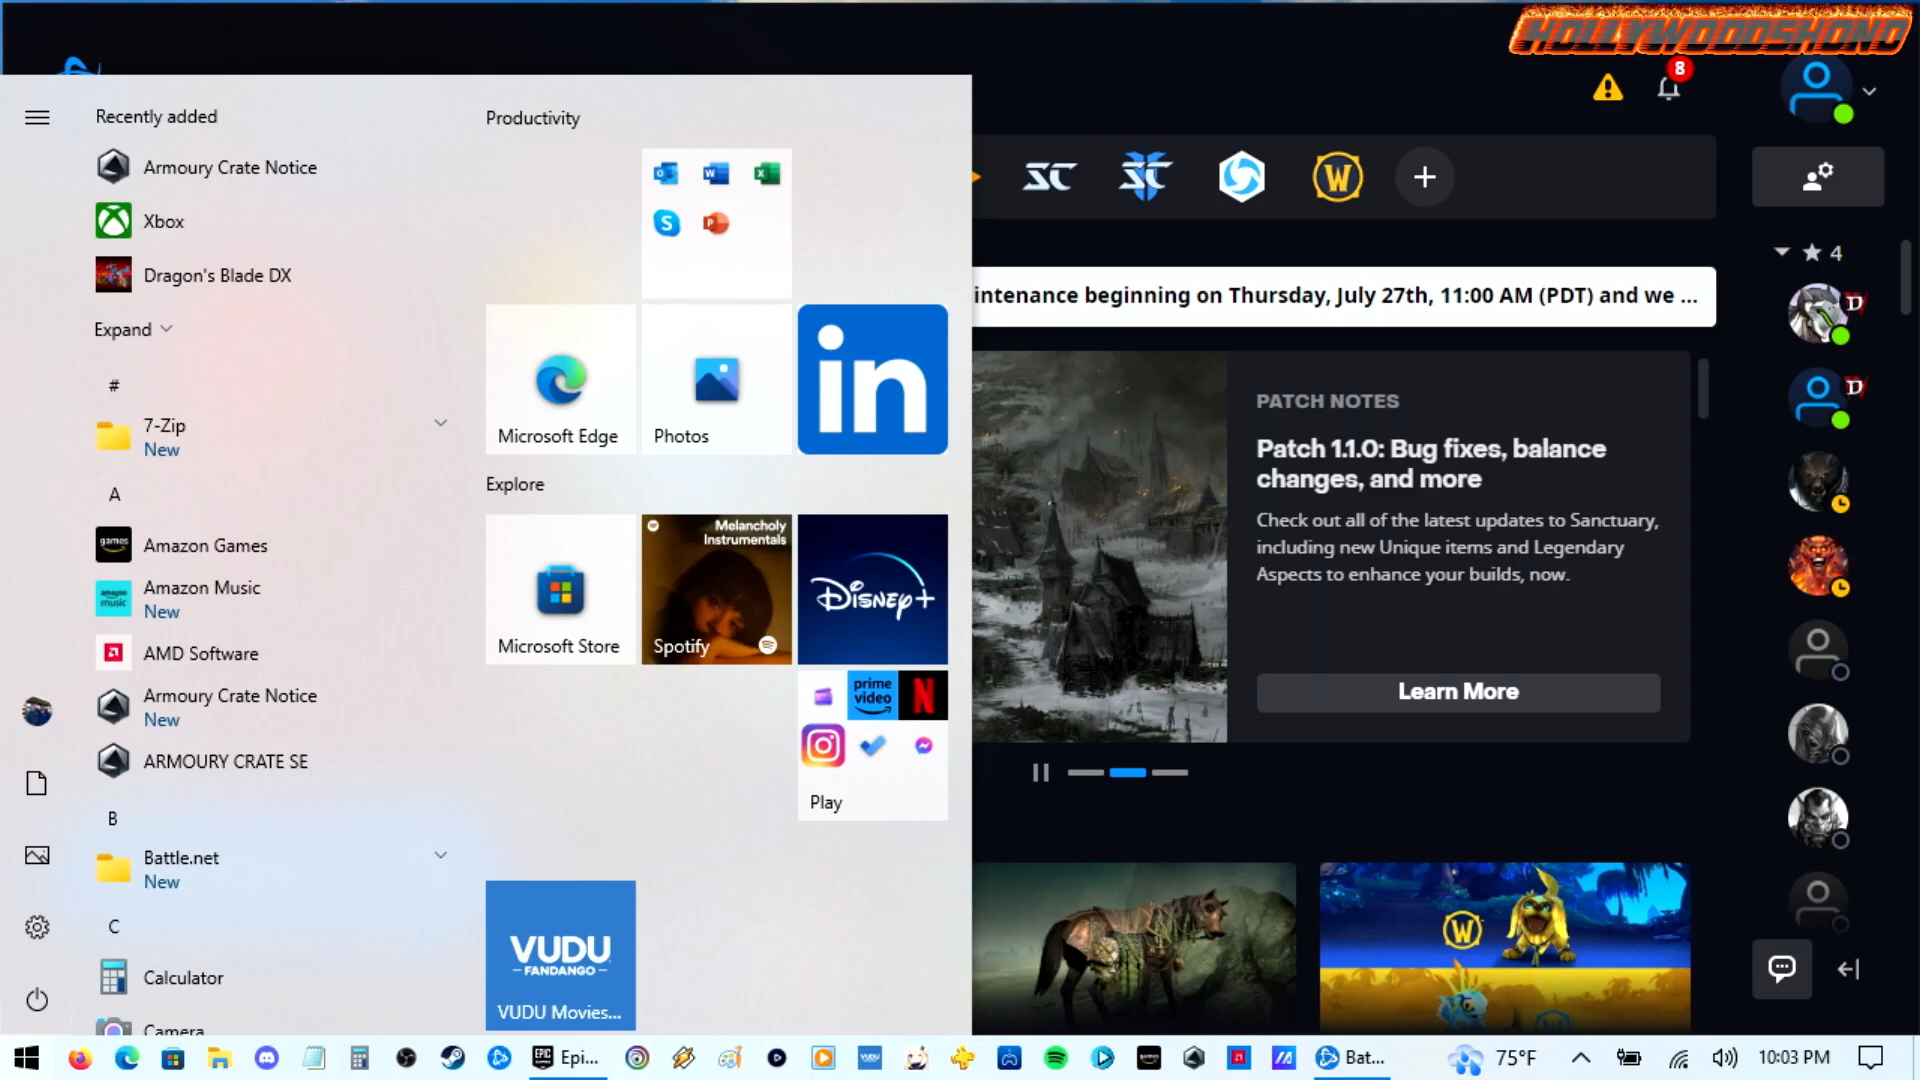 HOLLYWOODSHONO
8
Recently added
Armoury Crate Notice
Xbox
Dragon's Blade DX
Expand
#
7-Zip
New
A
Amazon Games
Amazon Music
New
AMD Software
Armoury Crate Notice
New
ARMOURY CRATE SE
B
Battle.net
New
C
Calculator
Camera
Productivity
Microsoft Edge
Photos
in
Explore
Microsoft Store
Melancholy
Instrumentals
Spotify
Disney+
prime
video
N
Play
VUDU
FANDANGO
VUDU Movies...
SC
SC
W
4
intenance beginning on Thursday, July 27th, 11:00 AM (PDT) and we ...
D
D
PATCH NOTES
Patch 1.1.0: Bug fixes, balance
changes, and more
Check out all of the latest updates to Sanctuary,
including new Unique items and Legendary
Aspects to enhance your builds, now.
Learn More
W
Epi...
Bat...
75°F
10:03 PM